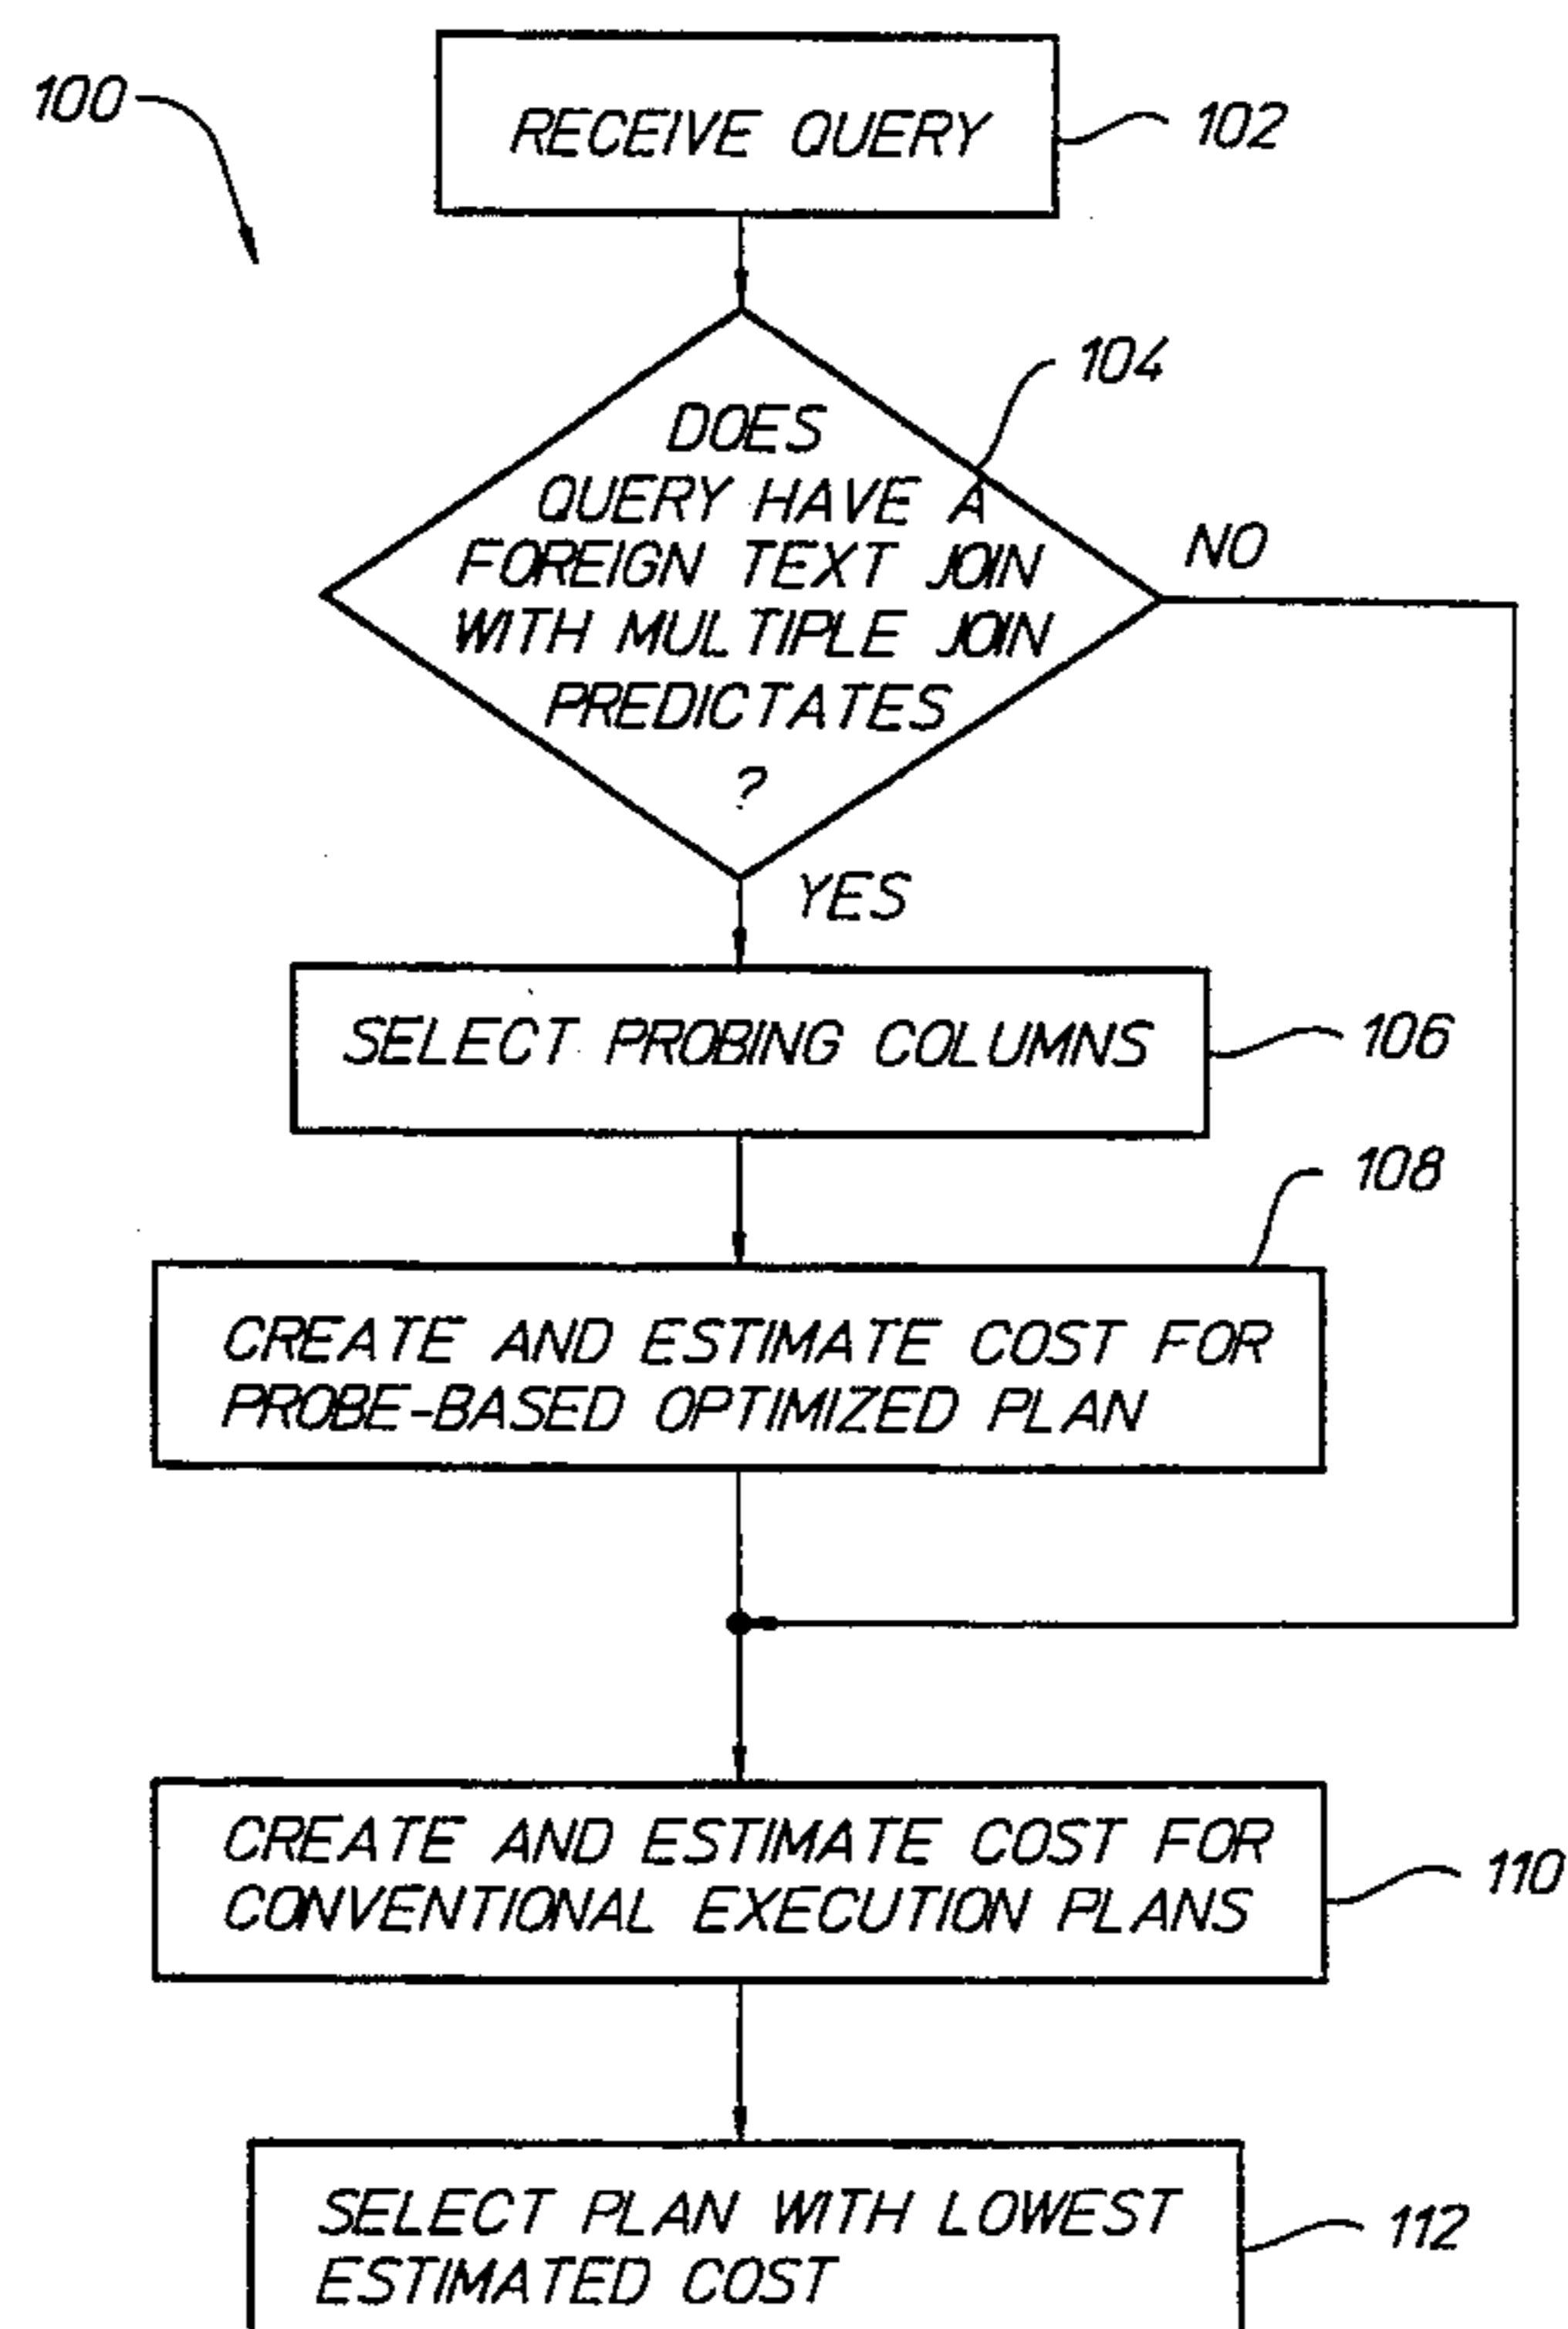 100
RECEIVE QUERY
102
104
DOES
QUERY HAVE A
FOREIGN TEXT JOIN
WITH MULTIPLE JOIN
PREDICTATES
?
NO
YES
SELECT PROBING COLUMNS
106
108
CREATE AND ESTIMATE COST FOR
PROBE-BASED OPTIMIZED PLAN
CREATE AND ESTIMATE COST FOR
CONVENTIONAL EXECUTION PLANS
110
SELECT PLAN WITH LOWEST
ESTIMATED COST
112